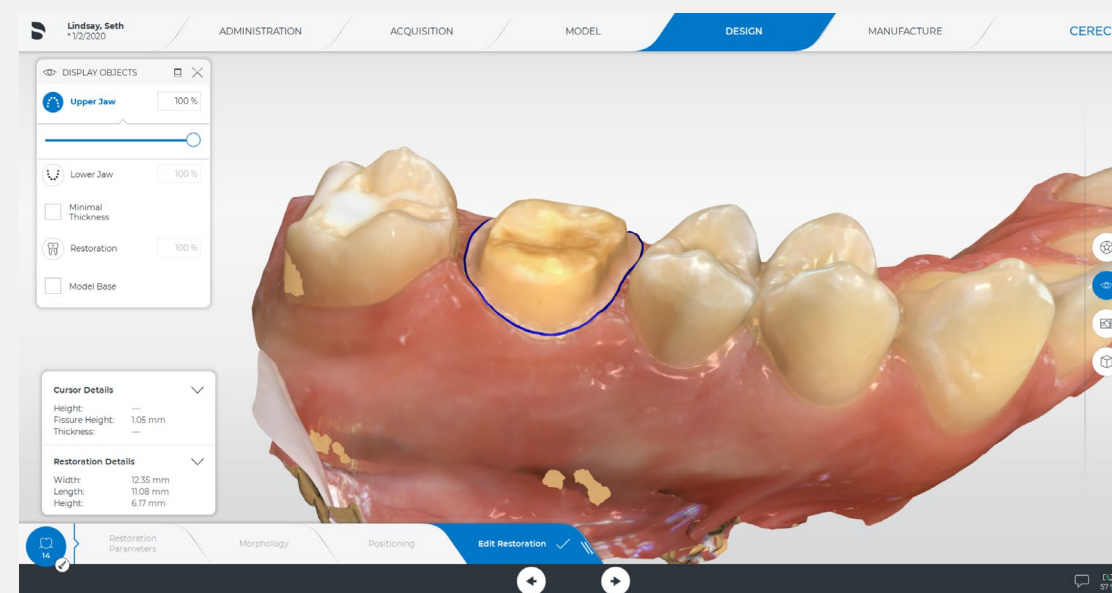 Lindsay, Seth
* 1/2/2020
ADMINISTRATION
ACQUISITION
MODEL
DESIGN
MANUFACTURE
CEREC
DISPLAY OBJECTS
Upper Jaw
100 %
Lower Jaw
100 %
Minimal
Thickness
Restoration
100 %
Model Base
Cursor Details
Height: ---
Fissure Height: 1.05 mm
Thickness: ---
Restoration Details
Width: 12.35 mm
Length: 11.08 mm
Height: 6.17 mm
14
Restoration
Parameters
Morphology
Positioning
Edit Restoration